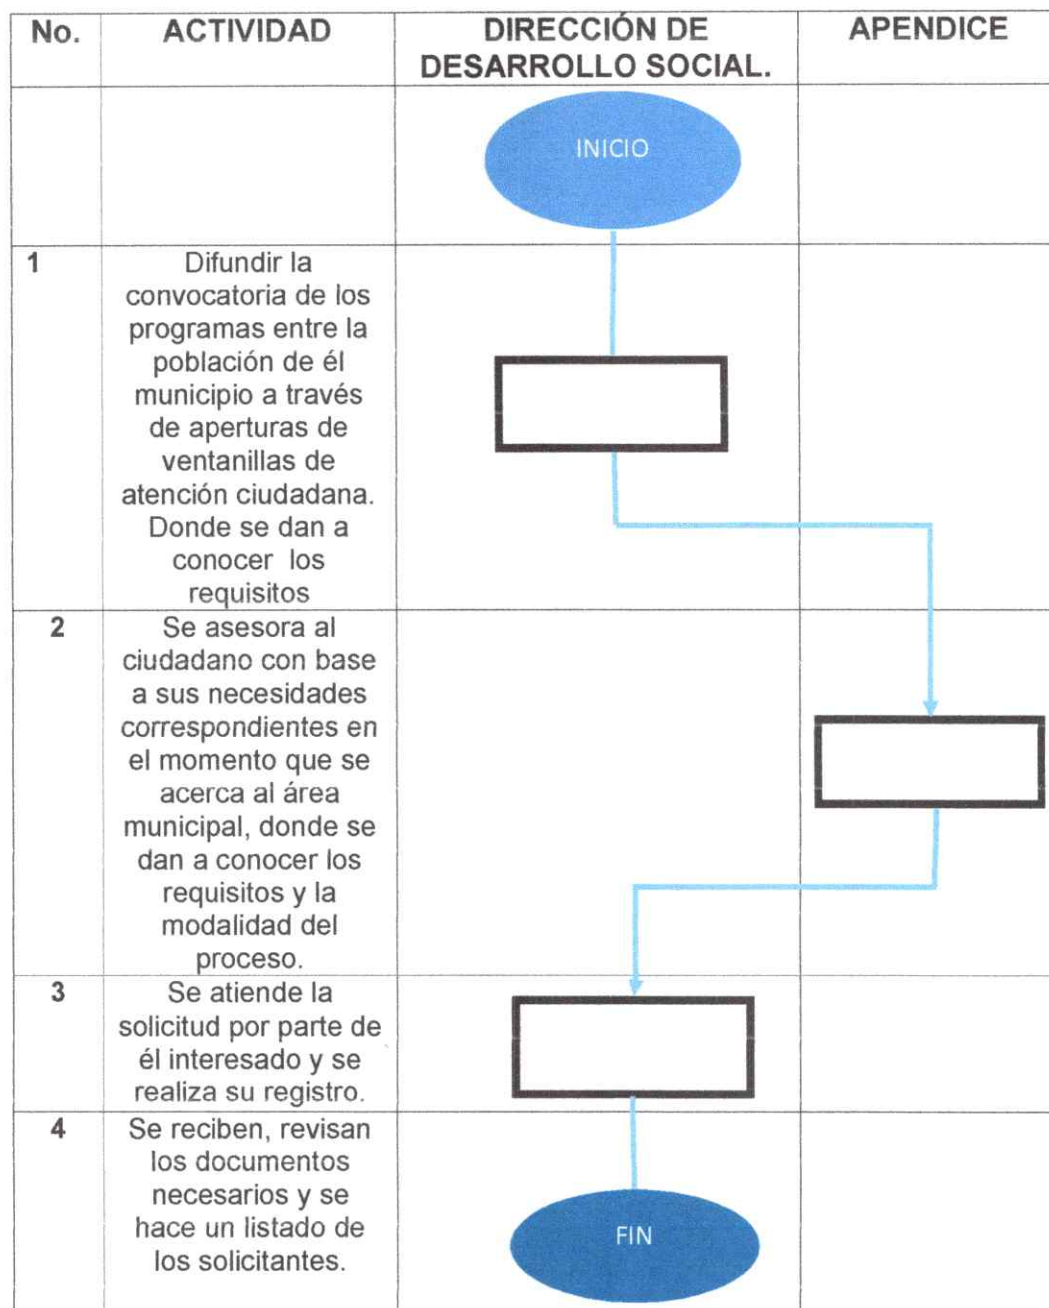 No.
ACTIVIDAD
DIRECCIÓN DE
DESARROLLO SOCIAL.
APENDICE
INICIO
1
Difundir la
convocatoria de los
programas entre la
población de él
municipio a través
de aperturas de
ventanillas de
atención ciudadana.
Donde se dan a
conocer los
requisitos
2
Se asesora al
ciudadano con base
a sus necesidades
correspondientes en
el momento que se
acerca al área
municipal, donde se
dan a conocer los
requisitos y la
modalidad del
proceso.
3
Se atiende la
solicitud por parte de
él interesado y se
realiza su registro.
4
Se reciben, revisan
los documentos
necesarios y se
hace un listado de
los solicitantes.
FIN